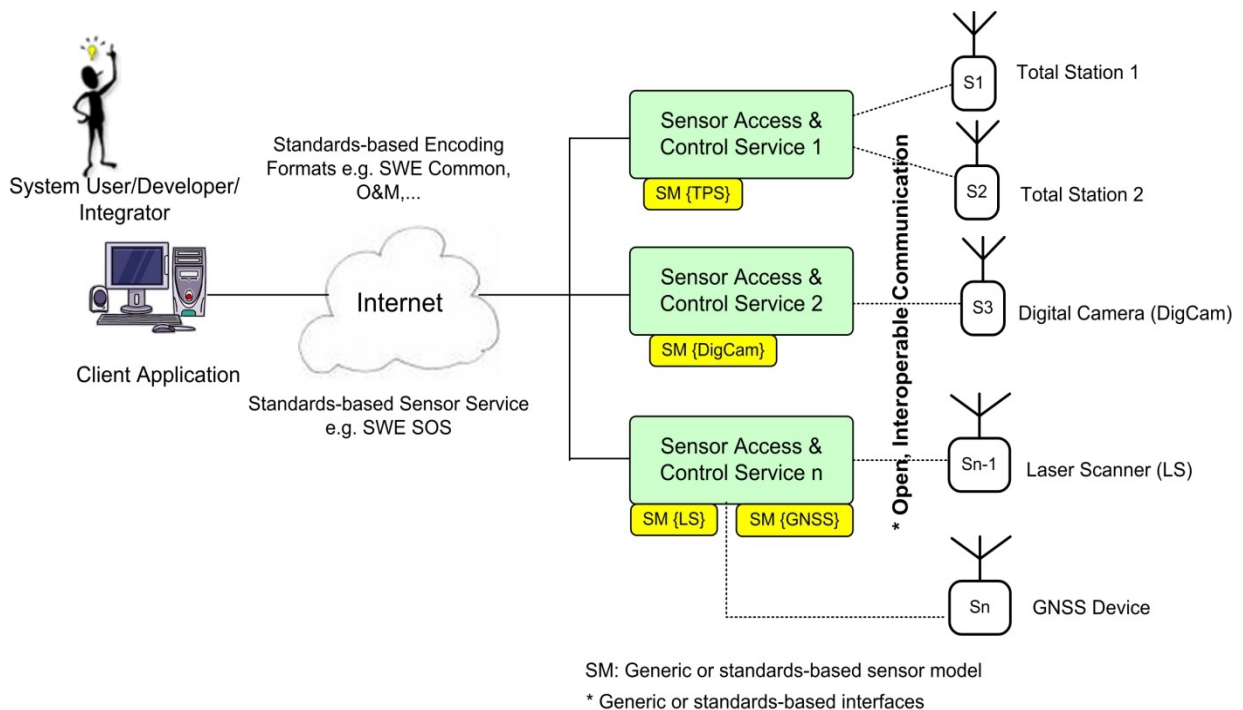 System User/Developer/
Integrator
Client Application
Standards-based Encoding
Formats e.g. SWE Common,
O&M,...
Internet
Standards-based Sensor Service
e.g. SWE SOS
Sensor Access &
Control Service 1
SM {TPS}
Sensor Access &
Control Service 2
SM {DigCam}
Sensor Access &
Control Service n
SM {LS}
SM {GNSS}
* Open, Interoperable Communication
S1
Total Station 1
S2
Total Station 2
S3
Digital Camera (DigCam)
Sn-1
Laser Scanner (LS)
Sn
GNSS Device
SM: Generic or standards-based sensor model
* Generic or standards-based interfaces